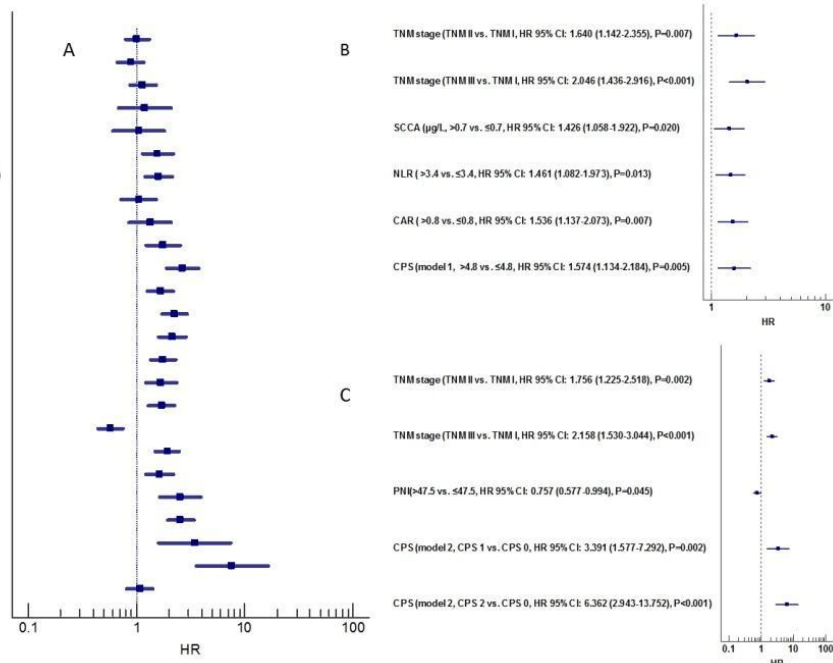 A
0.1 1 10 100
HR
B
TNM stage (TNM II vs. TNM I, HR 95% CI: 1.640 (1.142-2.355), P=0.007)
TNM stage (TNM III vs. TNM I, HR 95% CI: 2.046 (1.436-2.916), P<0.001)
SCCA (μg/L, >0.7 vs. ≤0.7, HR 95% CI: 1.426 (1.058-1.922), P=0.020)
NLR ( >3.4 vs. ≤3.4, HR 95% CI: 1.461 (1.082-1.973), P=0.013)
CAR ( >0.8 vs. ≤0.8, HR 95% CI: 1.536 (1.137-2.073), P=0.007)
CPS (model 1, >4.8 vs. ≤4.8, HR 95% CI: 1.574 (1.134-2.184), P=0.005)
1 10
HR
C
TNM stage (TNM II vs. TNM I, HR 95% CI: 1.756 (1.225-2.518), P=0.002)
TNM stage (TNM III vs. TNM I, HR 95% CI: 2.158 (1.530-3.044), P<0.001)
PNI(>47.5 vs. ≤47.5, HR 95% CI: 0.757 (0.577-0.994), P=0.045)
CPS (model 2, CPS 1 vs. CPS 0, HR 95% CI: 3.391 (1.577-7.292), P=0.002)
CPS (model 2, CPS 2 vs. CPS 0, HR 95% CI: 6.362 (2.943-13.752), P<0.001)
0.1 1 10 100
HR